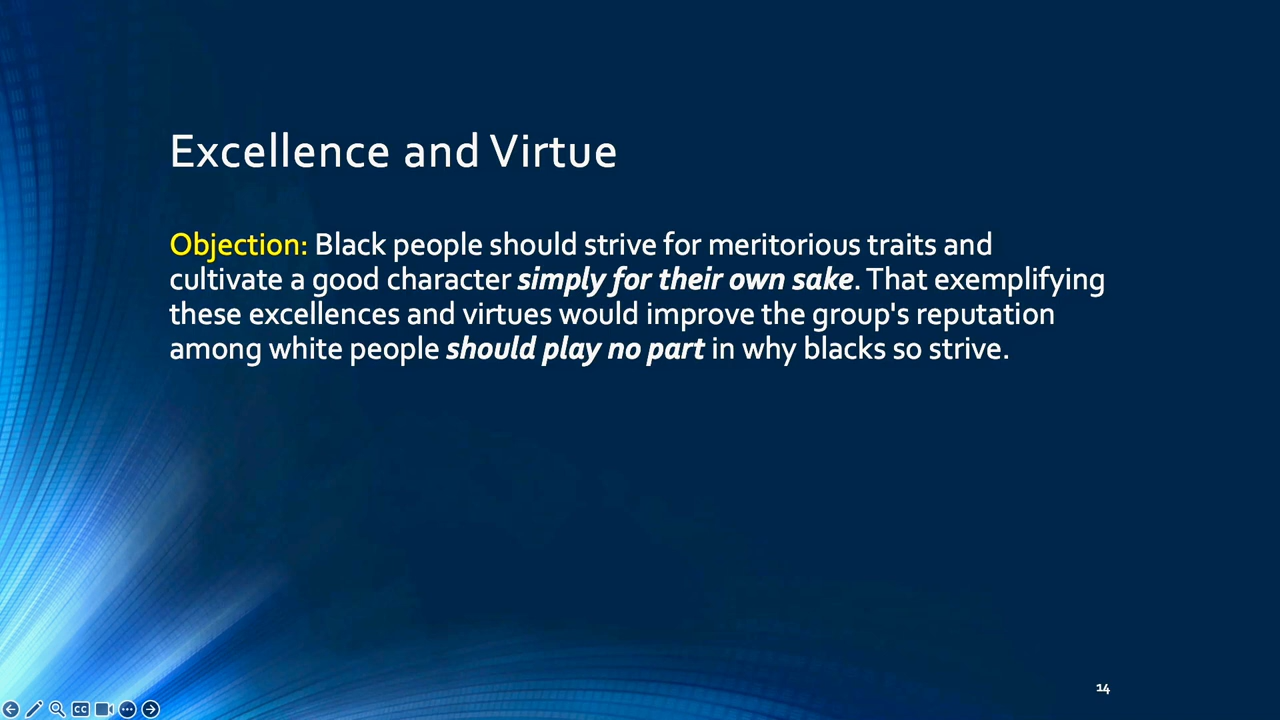 Excellence and Virtue
Objection: Black people should strive for meritorious traits and
cultivate a good character simply for their own sake. That exemplifying
these excellences and virtues would improve the group's reputation
among white people should play no part in why blacks so strive.
14
CC